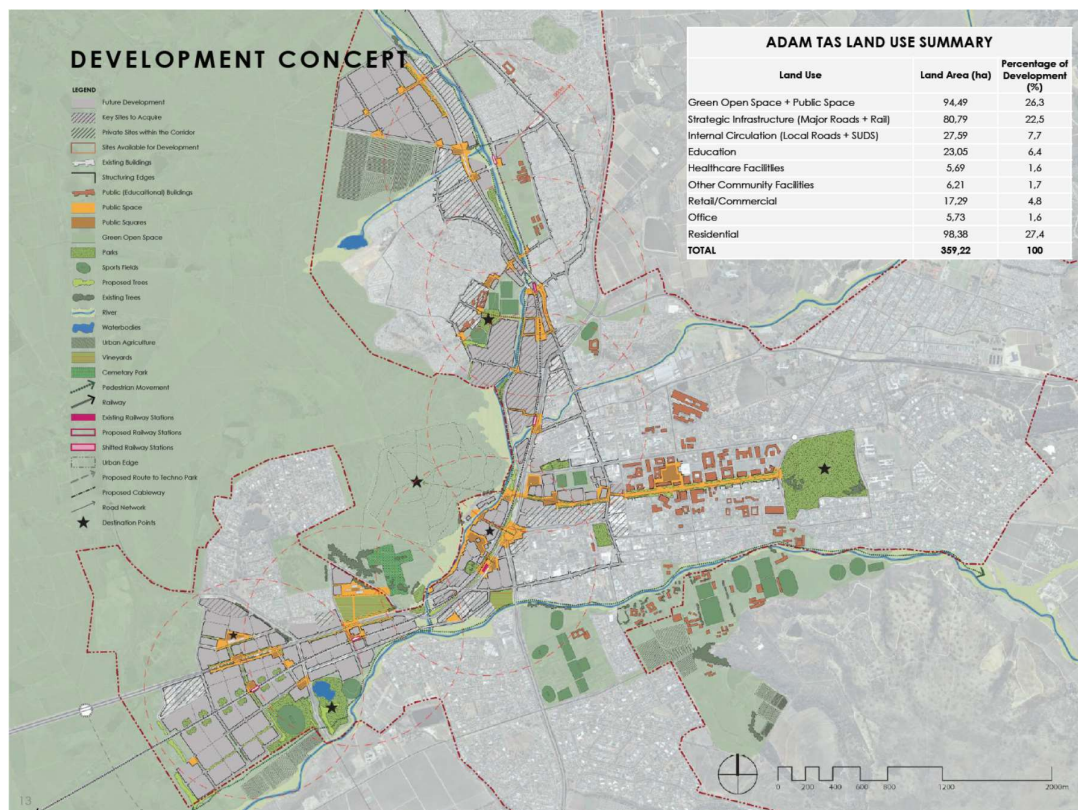 DEVELOPMENT CONCEPT
LEGEND
Future Development
Key Sites to Acquire
Private Sites within the Corridor
Sites Available for Development
Existing Buildings
Structuring Edges
Public (Educational) Buildings
Public Space
Public Squares
Green Open Space
Parks
Sports Fields
Proposed Trees
Existing Trees
River
Waterbodies
Urban Agriculture
Vineyards
Cemetary Park
Pedestrian Movement
Railway
Existing Railway Stations
Proposed Railway Stations
Shifted Railway Stations
Urban Edge
Proposed Route to Techno Park
Proposed Cableway
Road Network
Destination Points
ADAM TAS LAND USE SUMMARY
Land Use Land Area (ha) Percentage of Development (%)
Green Open Space + Public Space 94,49 26,3
Strategic Infrastructure (Major Roads + Rail) 80,79 22,5
Internal Circulation (Local Roads + SUDS) 27,59 7,7
Education 23,05 6,4
Healthcare Facilities 5,69 1,6
Other Community Facilities 6,21 1,7
Retail/Commercial 17,29 4,8
Office 5,73 1,6
Residential 98,38 27,4
TOTAL 359,22 100
0 200 400 600 800 1200 2000m
13